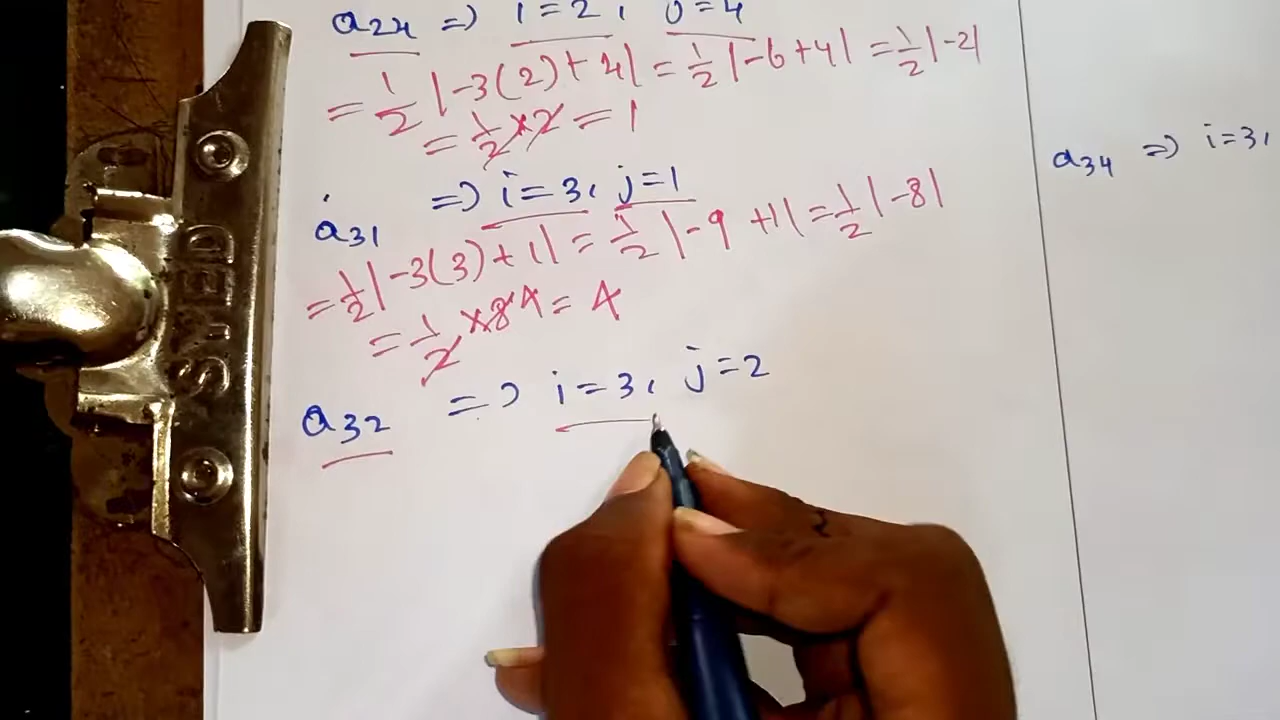 a24 => i=2, j=4
= 1/2 |-3(2)+4| = 1/2 |-6+4| = 1/2 |-2|
= 1/2 × 2 = 1
a31 => i=3, j=1
= 1/2 |-3(3)+1| = 1/2 |-9 +1| = 1/2 |-8|
= 1/2 × 8 4 = 4
a32 => i=3, j=2
a34 => i=3,
STED